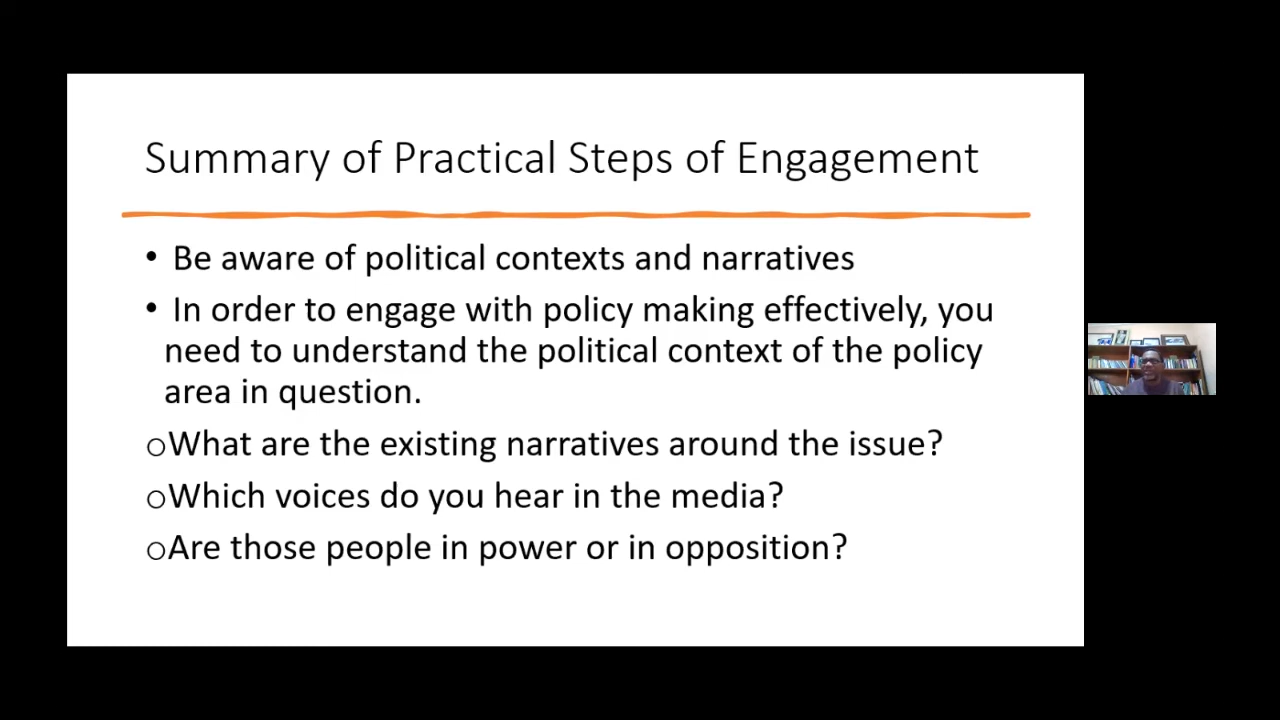 Summary of Practical Steps of Engagement
• Be aware of political contexts and narratives
• In order to engage with policy making effectively, you
need to understand the political context of the policy
area in question.
oWhat are the existing narratives around the issue?
oWhich voices do you hear in the media?
oAre those people in power or in opposition?